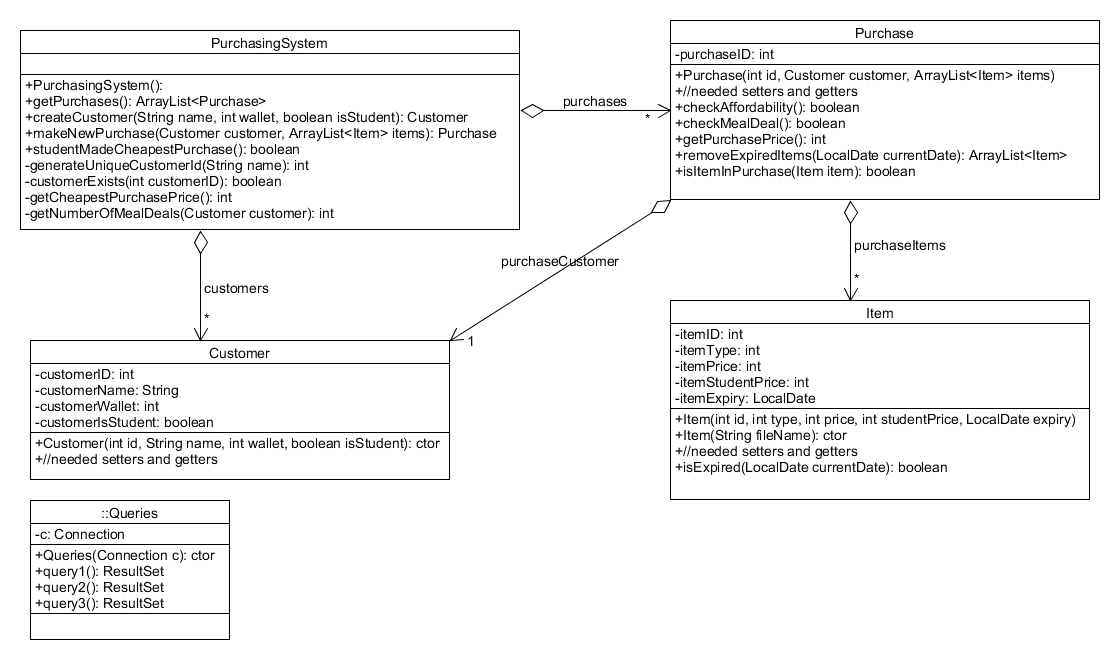 PurchasingSystem
+PurchasingSystem():
+getPurchases(): ArrayList<Purchase>
+createCustomer(String name, int wallet, boolean isStudent): Customer
+makeNewPurchase(Customer customer, ArrayList<Item> items): Purchase
+studentMadeCheapestPurchase(): boolean
-generateUniqueCustomerId(String name): int
-customerExists(int customerID): boolean
-getCheapestPurchasePrice(): int
-getNumberOfMealDeals(Customer customer): int
purchases
*
Purchase
-purchaseID: int
+Purchase(int id, Customer customer, ArrayList<Item> items)
+//needed setters and getters
+checkAffordability(): boolean
+checkMealDeal(): boolean
+getPurchasePrice(): int
+removeExpiredItems(LocalDate currentDate): ArrayList<Item>
+isItemInPurchase(Item item): boolean
customers
*
purchaseCustomer
1
purchaseItems
*
Customer
-customerID: int
-customerName: String
-customerWallet: int
-customerIsStudent: boolean
+Customer(int id, String name, int wallet, boolean isStudent): ctor
+//needed setters and getters
Item
-itemID: int
-itemType: int
-itemPrice: int
-itemStudentPrice: int
-itemExpiry: LocalDate
+Item(int id, int type, int price, int studentPrice, LocalDate expiry)
+Item(String fileName): ctor
+//needed setters and getters
+isExpired(LocalDate currentDate): boolean
::Queries
-c: Connection
+Queries(Connection c): ctor
+query1(): ResultSet
+query2(): ResultSet
+query3(): ResultSet